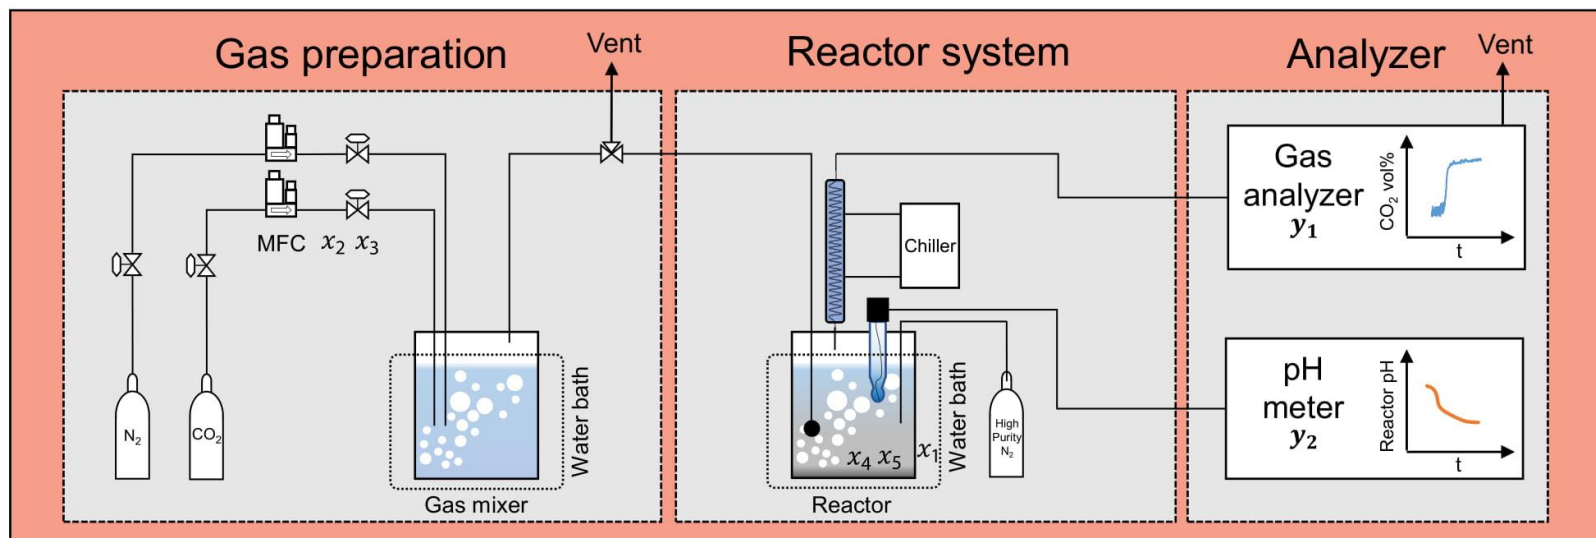 Gas preparation
Vent
Reactor system
Analyzer
Vent
MFC x₂ x₃
N₂
CO₂
Water bath
Gas mixer
Chiller
x₄ x₅ x₁
Water bath
High
Purity
N₂
Reactor
Gas
analyzer
y₁
CO₂ vol%
t
pH
meter
y₂
Reactor pH
t